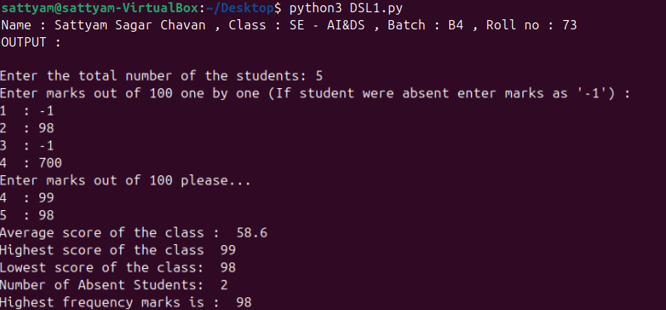 sattyam@sattyam-VirtualBox:~/Desktop$ python3 DSL1.py
Name : Sattyam Sagar Chavan , Class : SE - AI&DS , Batch : B4 , Roll no : 73
OUTPUT :
Enter the total number of the students: 5
Enter marks out of 100 one by one (If student were absent enter marks as '-1') :
1  : -1
2  : 98
3  : -1
4  : 700
Enter marks out of 100 please...
4  : 99
5  : 98
Average score of the class :  58.6
Highest score of the class  99
Lowest score of the class:  98
Number of Absent Students:  2
Highest frequency marks is :  98